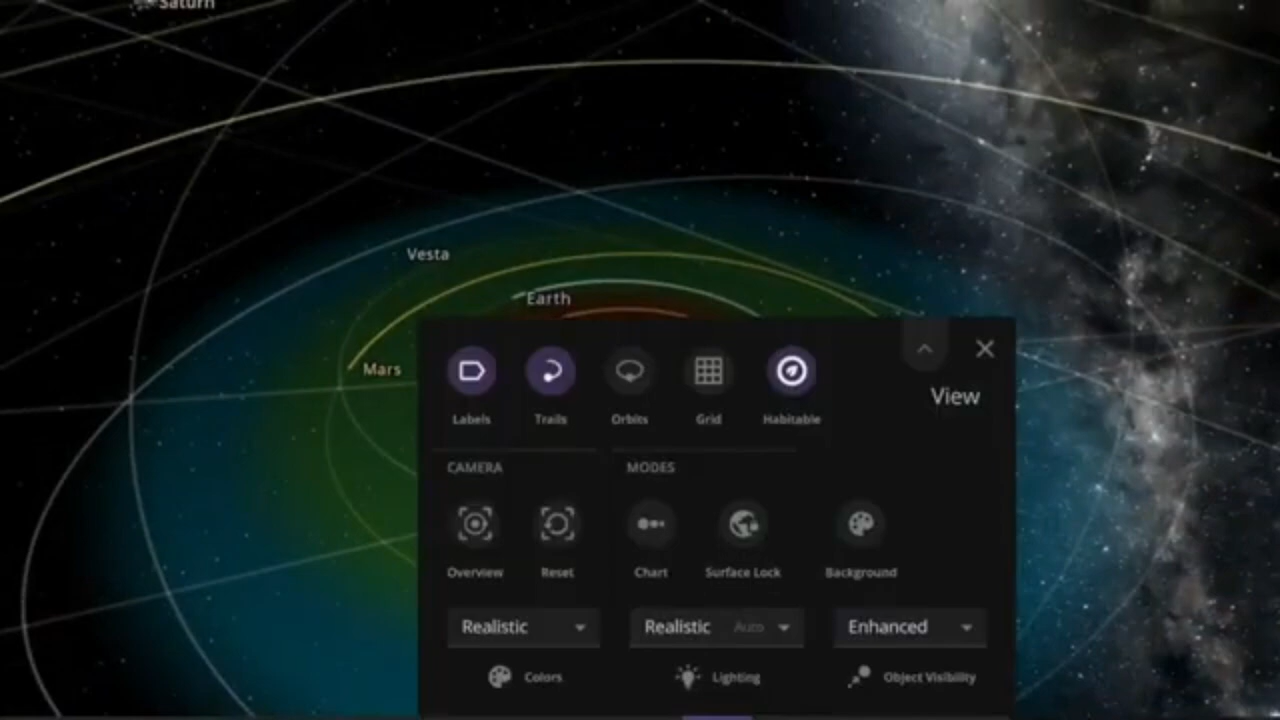 Saturn
Vesta
Earth
Mars
View
Labels Trails Orbits Grid Habitable
CAMERA MODES
Overview Reset Chart Surface Lock Background
Realistic Realistic Auto Enhanced
Colors Lighting Object Visibility